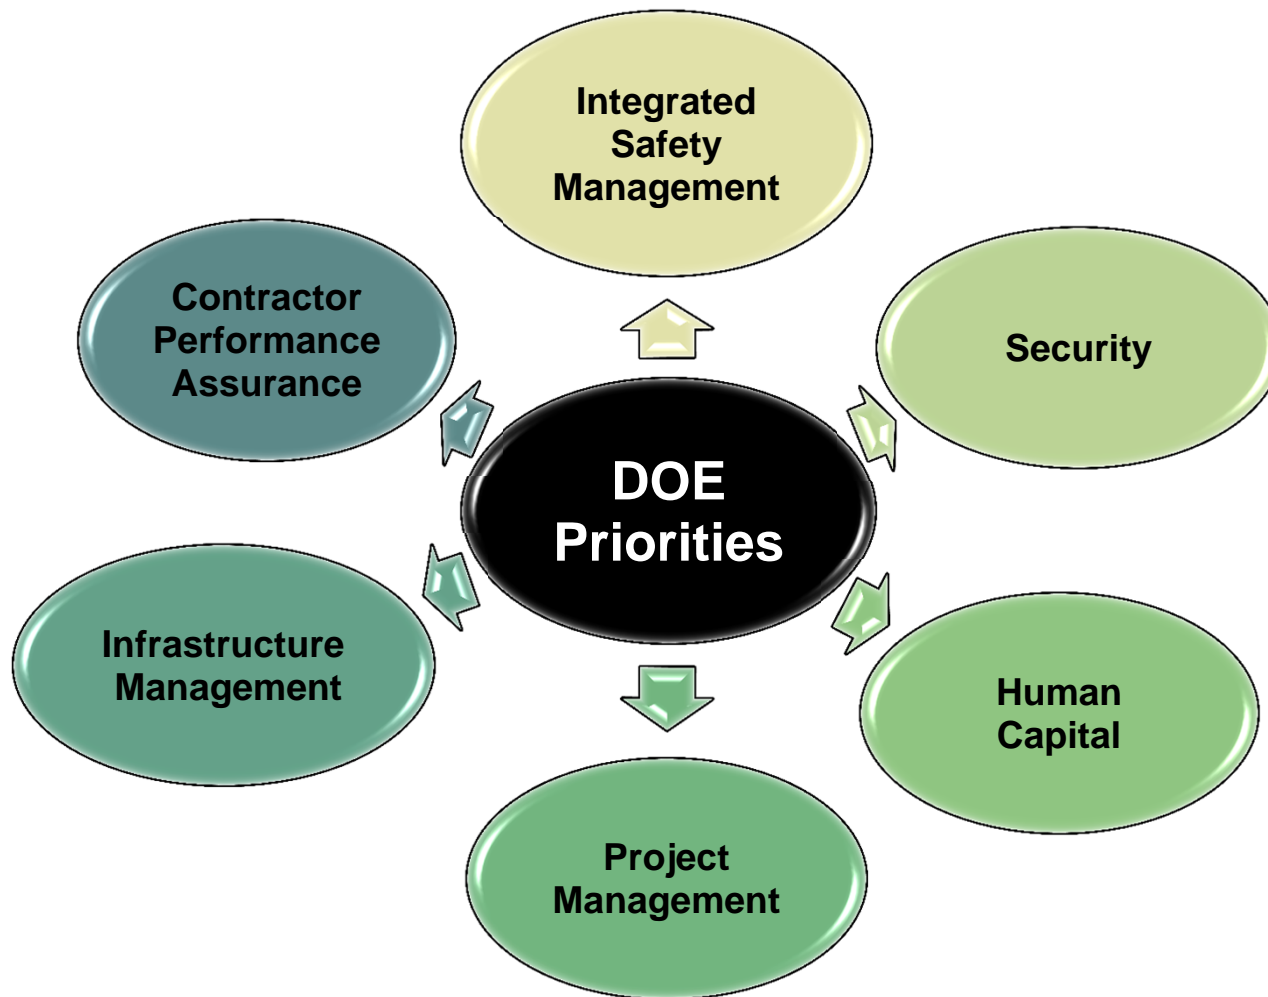 Integrated
Safety
Management
Contractor
Performance
Assurance
Security
DOE
Priorities
Infrastructure
Management
Human
Capital
Project
Management